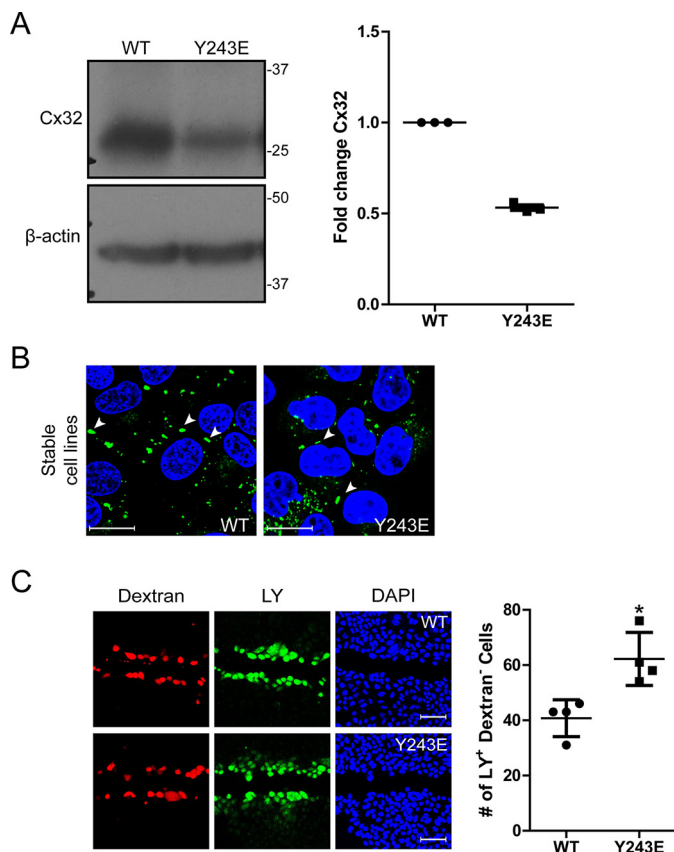 A
WT Y243E
Cx32
-37
-25
β-actin
-50
-37
Fold change Cx32
1.5
1.0
0.5
0.0
WT Y243E
B
Stable
cell lines
WT
Y243E
C
Dextran LY DAPI
WT
Y243E
# of LY+ Dextran- Cells
80
60
40
20
0
*
WT Y243E